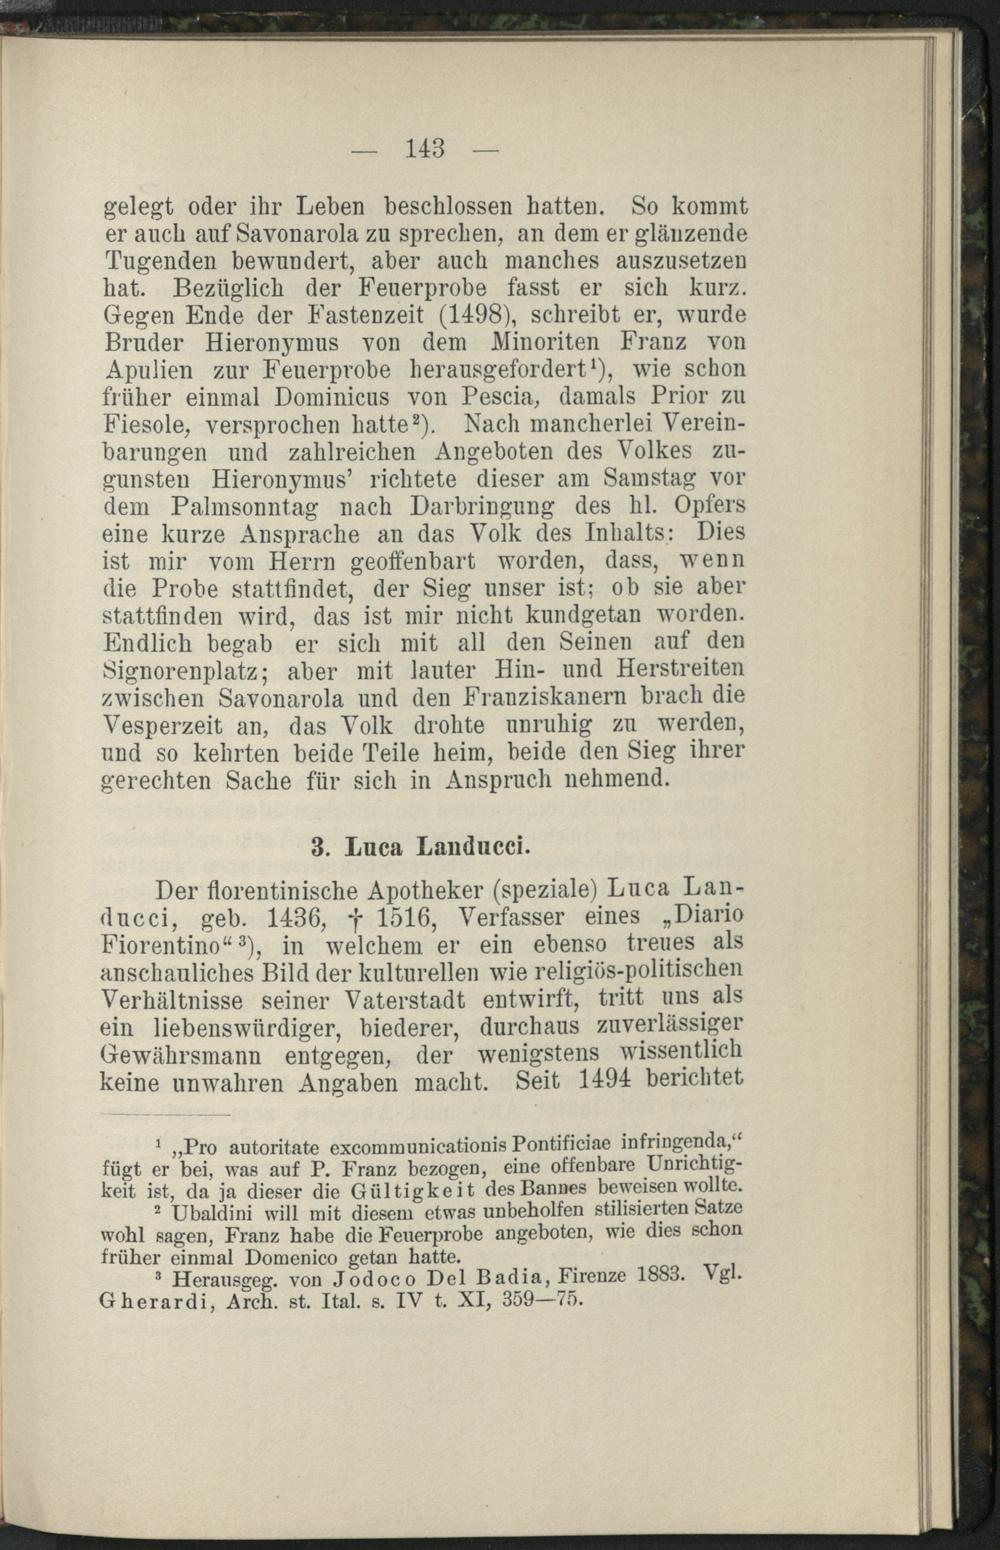 — 143 —
gelegt oder ihr Leben beschlossen hatten. So kommt
er auch auf Savonarola zu sprechen, an dem er glänzende
Tugenden bewundert, aber auch manches auszusetzen
hat. Bezüglich der Feuerprobe fasst er sich kurz.
Gegen Ende der Fastenzeit (1498), schreibt er, wurde
Bruder Hieronymus von dem Minoriten Franz von
Apulien zur Feuerprobe herausgefordert¹), wie schon
früher einmal Dominicus von Pescia, damals Prior zu
Fiesole, versprochen hatte²). Nach mancherlei Verein-
barungen und zahlreichen Angeboten des Volkes zu-
gunsten Hieronymus’ richtete dieser am Samstag vor
dem Palmsonntag nach Darbringung des hl. Opfers
eine kurze Ansprache an das Volk des Inhalts: Dies
ist mir vom Herrn geoffenbart worden, dass, wenn
die Probe stattfindet, der Sieg unser ist; ob sie aber
stattfinden wird, das ist mir nicht kundgetan worden.
Endlich begab er sich mit all den Seinen auf den
Signorenplatz; aber mit lauter Hin- und Herstreiten
zwischen Savonarola und den Franziskanern brach die
Vesperzeit an, das Volk drohte unruhig zu werden,
und so kehrten beide Teile heim, beide den Sieg ihrer
gerechten Sache für sich in Anspruch nehmend.
3. Luca Landucci.
Der florentinische Apotheker (speziale) Luca Lan-
ducci, geb. 1436, † 1516, Verfasser eines „Diario
Fiorentino“ ³), in welchem er ein ebenso treues als
anschauliches Bild der kulturellen wie religiös-politischen
Verhältnisse seiner Vaterstadt entwirft, tritt uns als
ein liebenswürdiger, biederer, durchaus zuverlässiger
Gewährsmann entgegen, der wenigstens wissentlich
keine unwahren Angaben macht. Seit 1494 berichtet
¹ „Pro autoritate excommunicationis Pontificiae infringenda,“
fügt er bei, was auf P. Franz bezogen, eine offenbare Unrichtig-
keit ist, da ja dieser die Gültigkeit des Bannes beweisen wollte.
² Ubaldini will mit diesem etwas unbeholfen stilisierten Satze
wohl sagen, Franz habe die Feuerprobe angeboten, wie dies schon
früher einmal Domenico getan hatte.
³ Herausgeg. von Jodoco Del Badia, Firenze 1883. Vgl.
Gherardi, Arch. st. Ital. s. IV t. XI, 359—75.